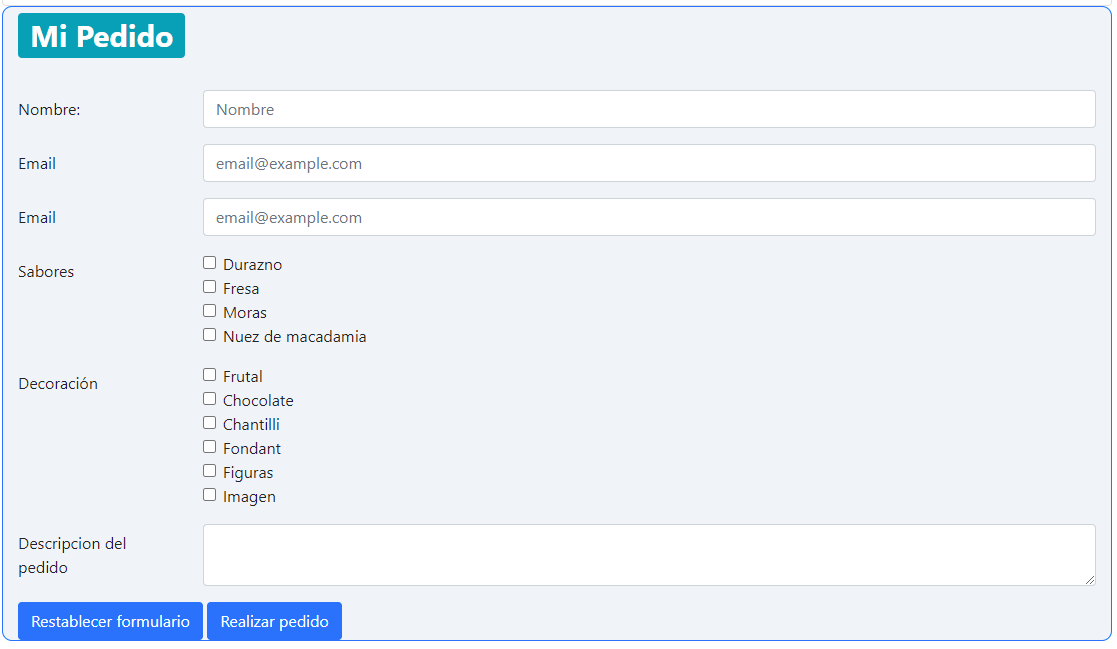 Mi Pedido
Nombre: Nombre
Email email@example.com
Email email@example.com
Sabores
Durazno
Fresa
Moras
Nuez de macadamia
Decoración
Frutal
Chocolate
Chantilli
Fondant
Figuras
Imagen
Descripcion del
pedido
Restablecer formulario Realizar pedido